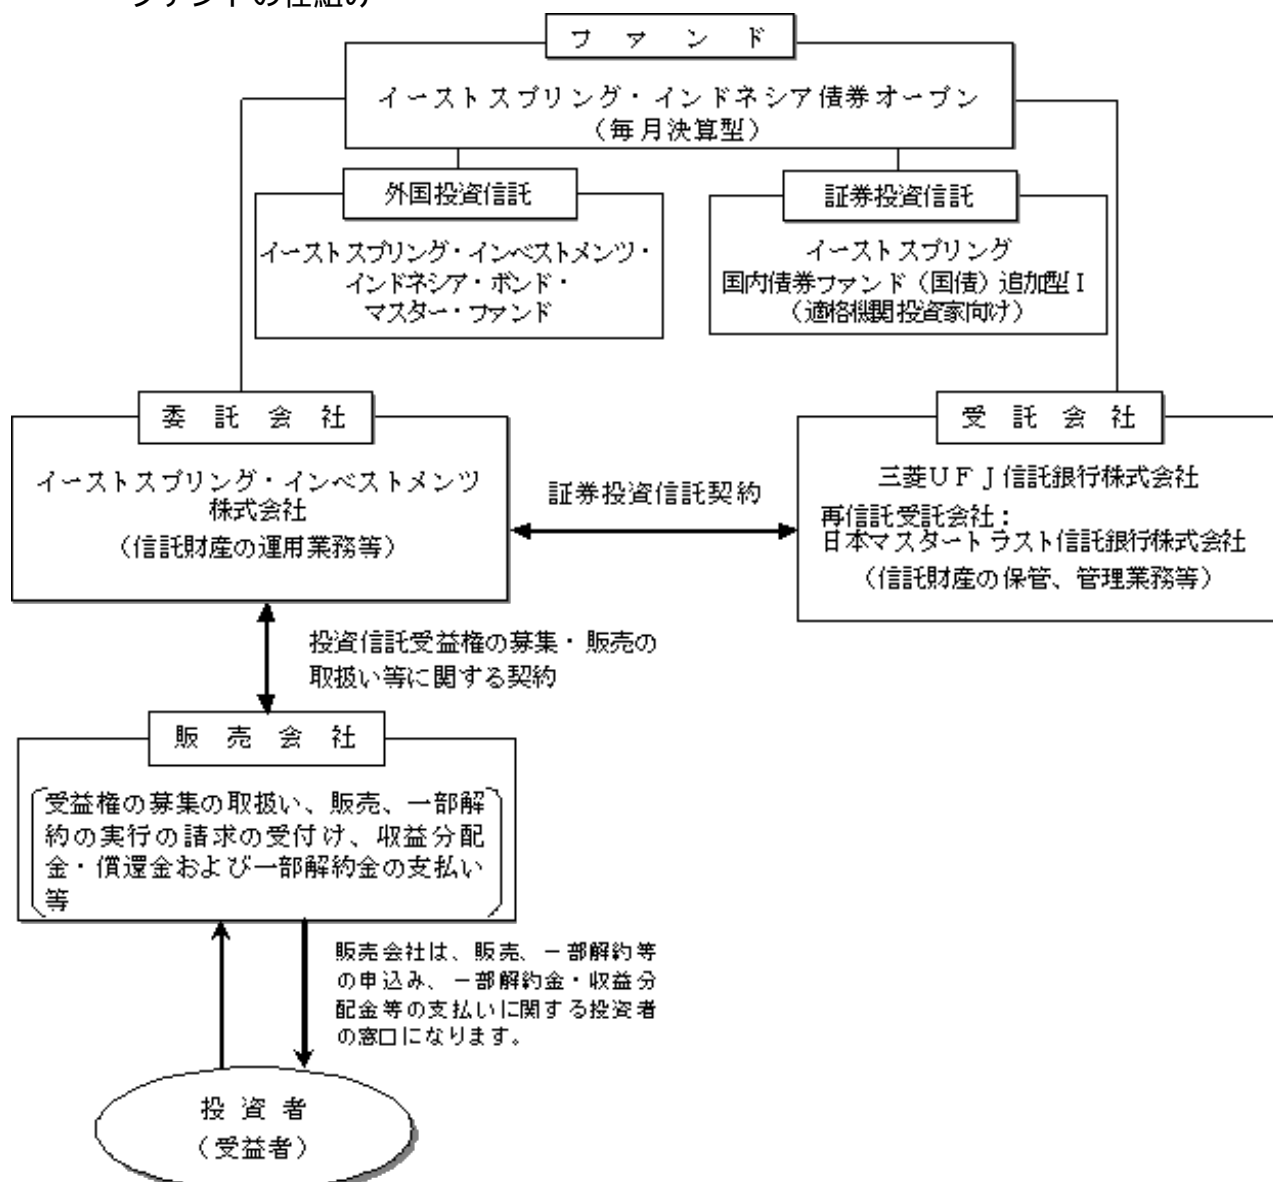 ファンドの仕組み
ファンド
イーストスプリング・インドネシア債券オープン
（毎月決算型）
外国投資信託
イーストスプリング・インベストメンツ・
インドネシア・ボンド・
マスター・ファンド
証券投資信託
イーストスプリング
国内債券ファンド（国債）追加型Ｉ
（適格機関投資家向け）
委託会社
イーストスプリング・インベストメンツ
株式会社
（信託財産の運用業務等）
証券投資信託契約
受託会社
三菱ＵＦＪ信託銀行株式会社
再信託受託会社：
日本マスタートラスト信託銀行株式会社
（信託財産の保管、管理業務等）
投資信託受益権の募集・販売の
取扱い等に関する契約
販売会社
受益権の募集の取扱い、販売、一部解
約の実行の請求の受付け、収益分配
金・償還金および一部解約金の支払い
等
販売会社は、販売、一部解約等
の申込み、一部解約金・収益分
配金等の支払いに関する投資者
の窓口になります。
投資者
（受益者）